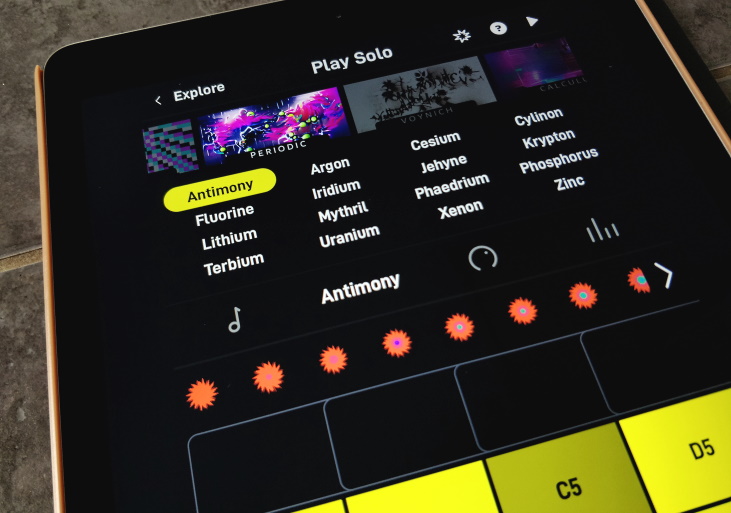 Play Solo
?
Explore
PERIODIC
VOYNICH
Antimony
Argon
Cesium
Cylinon
Fluorine
Iridium
Jehyne
Krypton
Lithium
Mythril
Phaedrium
Phosphorus
Terbium
Uranium
Xenon
Zinc
Antimony
C5
D5